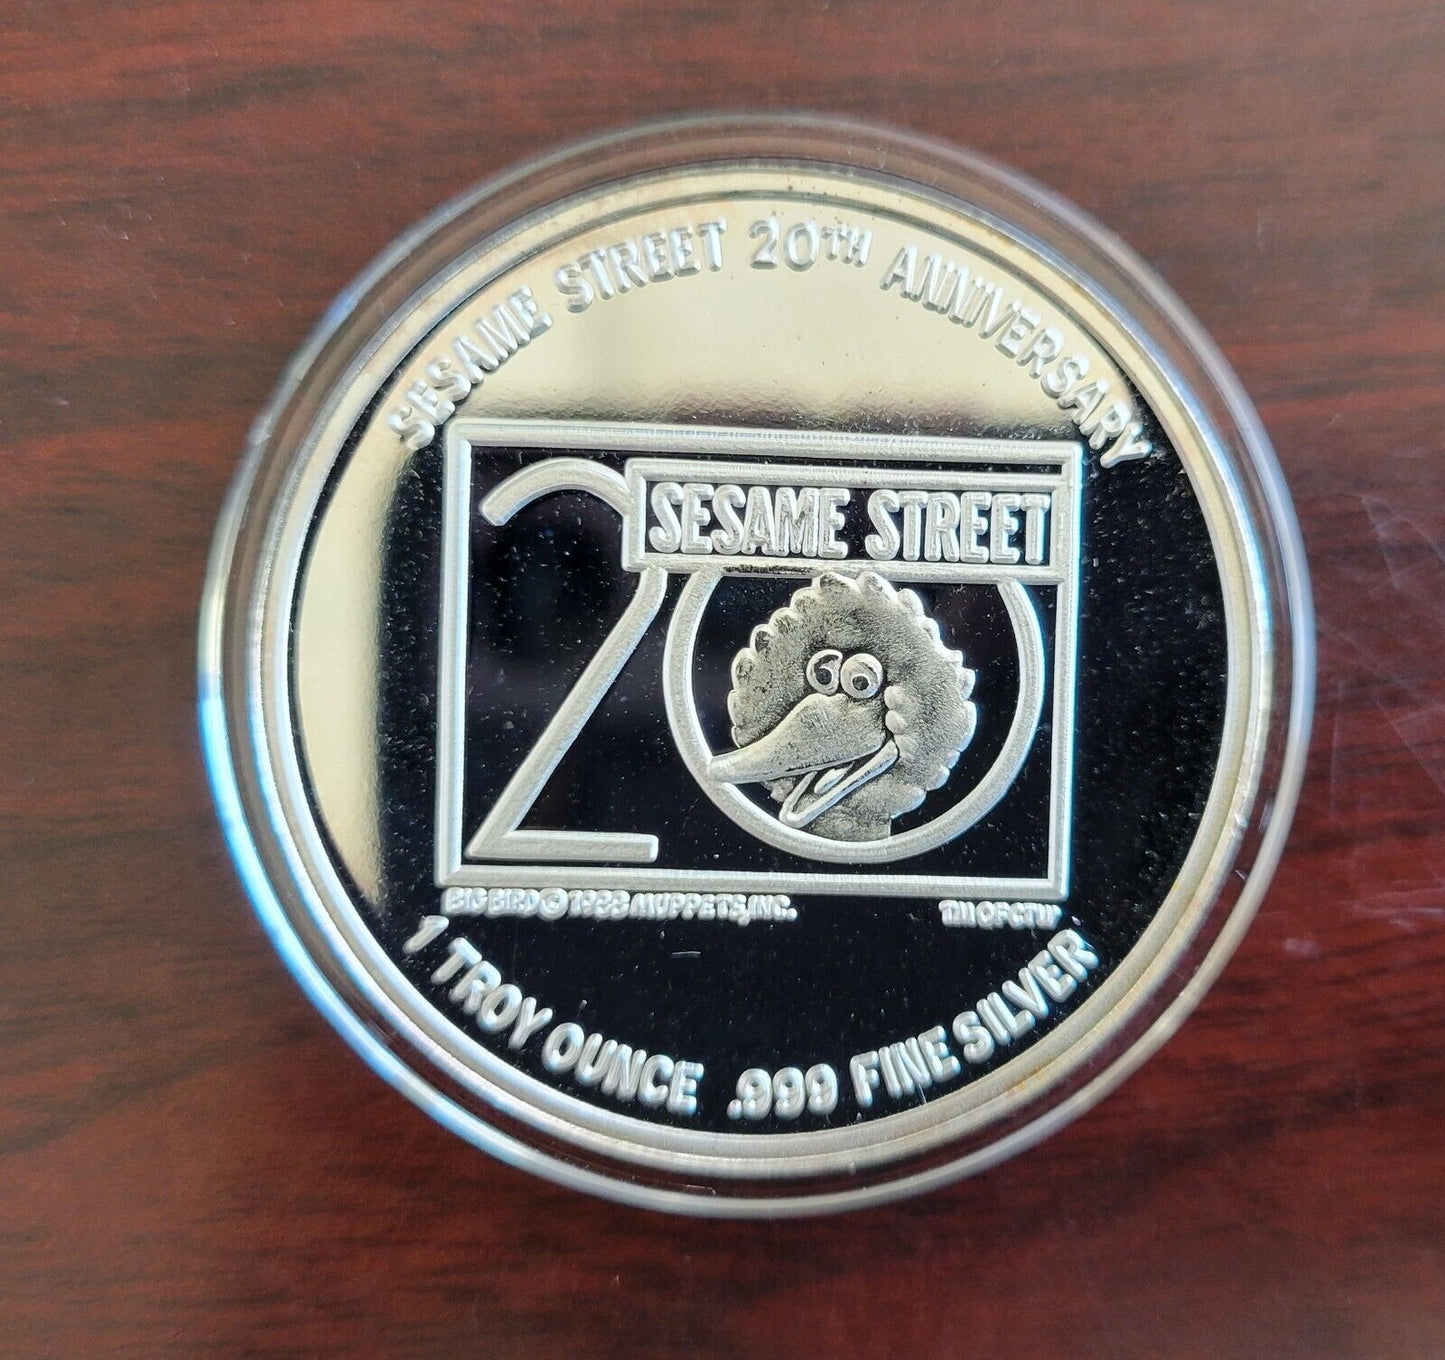 SESAME STREET 20TH ANNIVERSARY
20
SESAME STREET
BIG BIRD © 1988 MUPPETS, INC.
TM OF CTW
1 TROY OUNCE .999 FINE SILVER